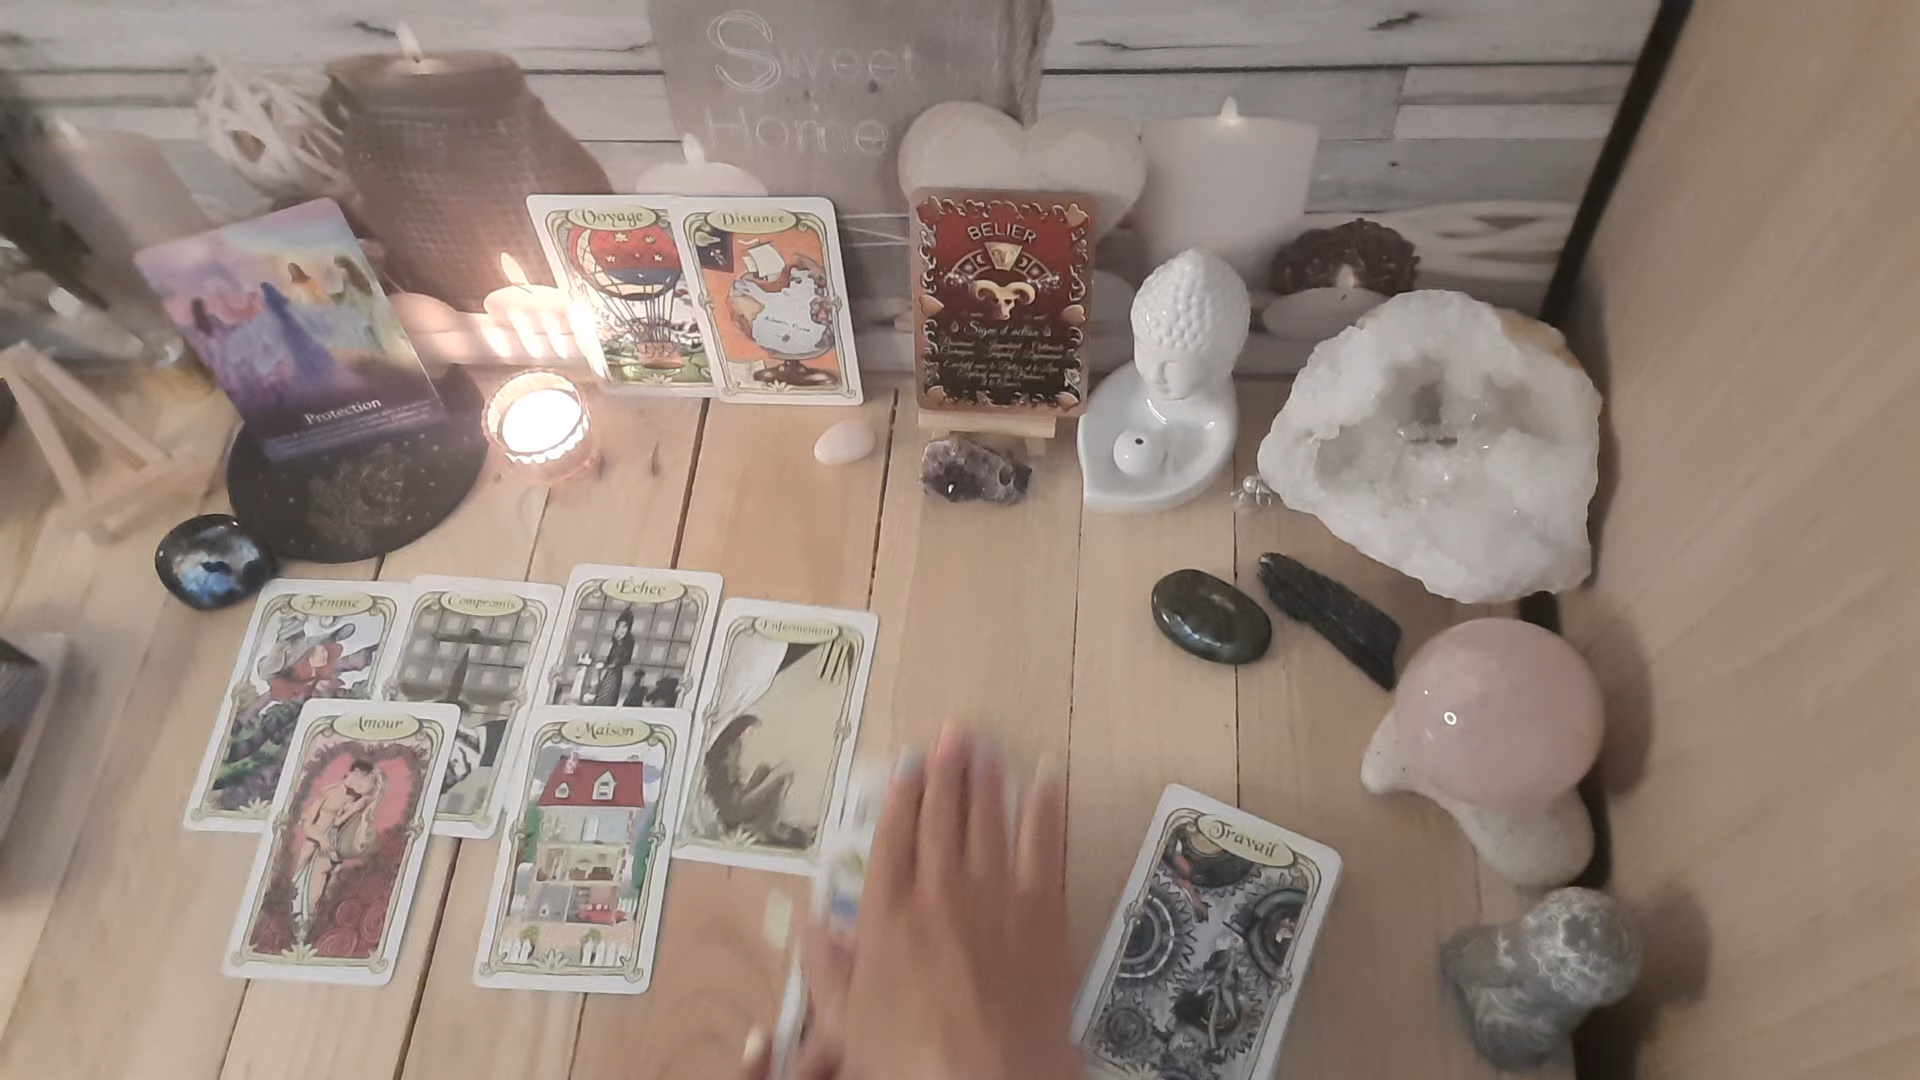 Sweet
Home
Voyage
Distance
BELIER
Signe d'action
Protection
Femme
Compromis
Échec
Enfermement
Amour
Maison
Travail